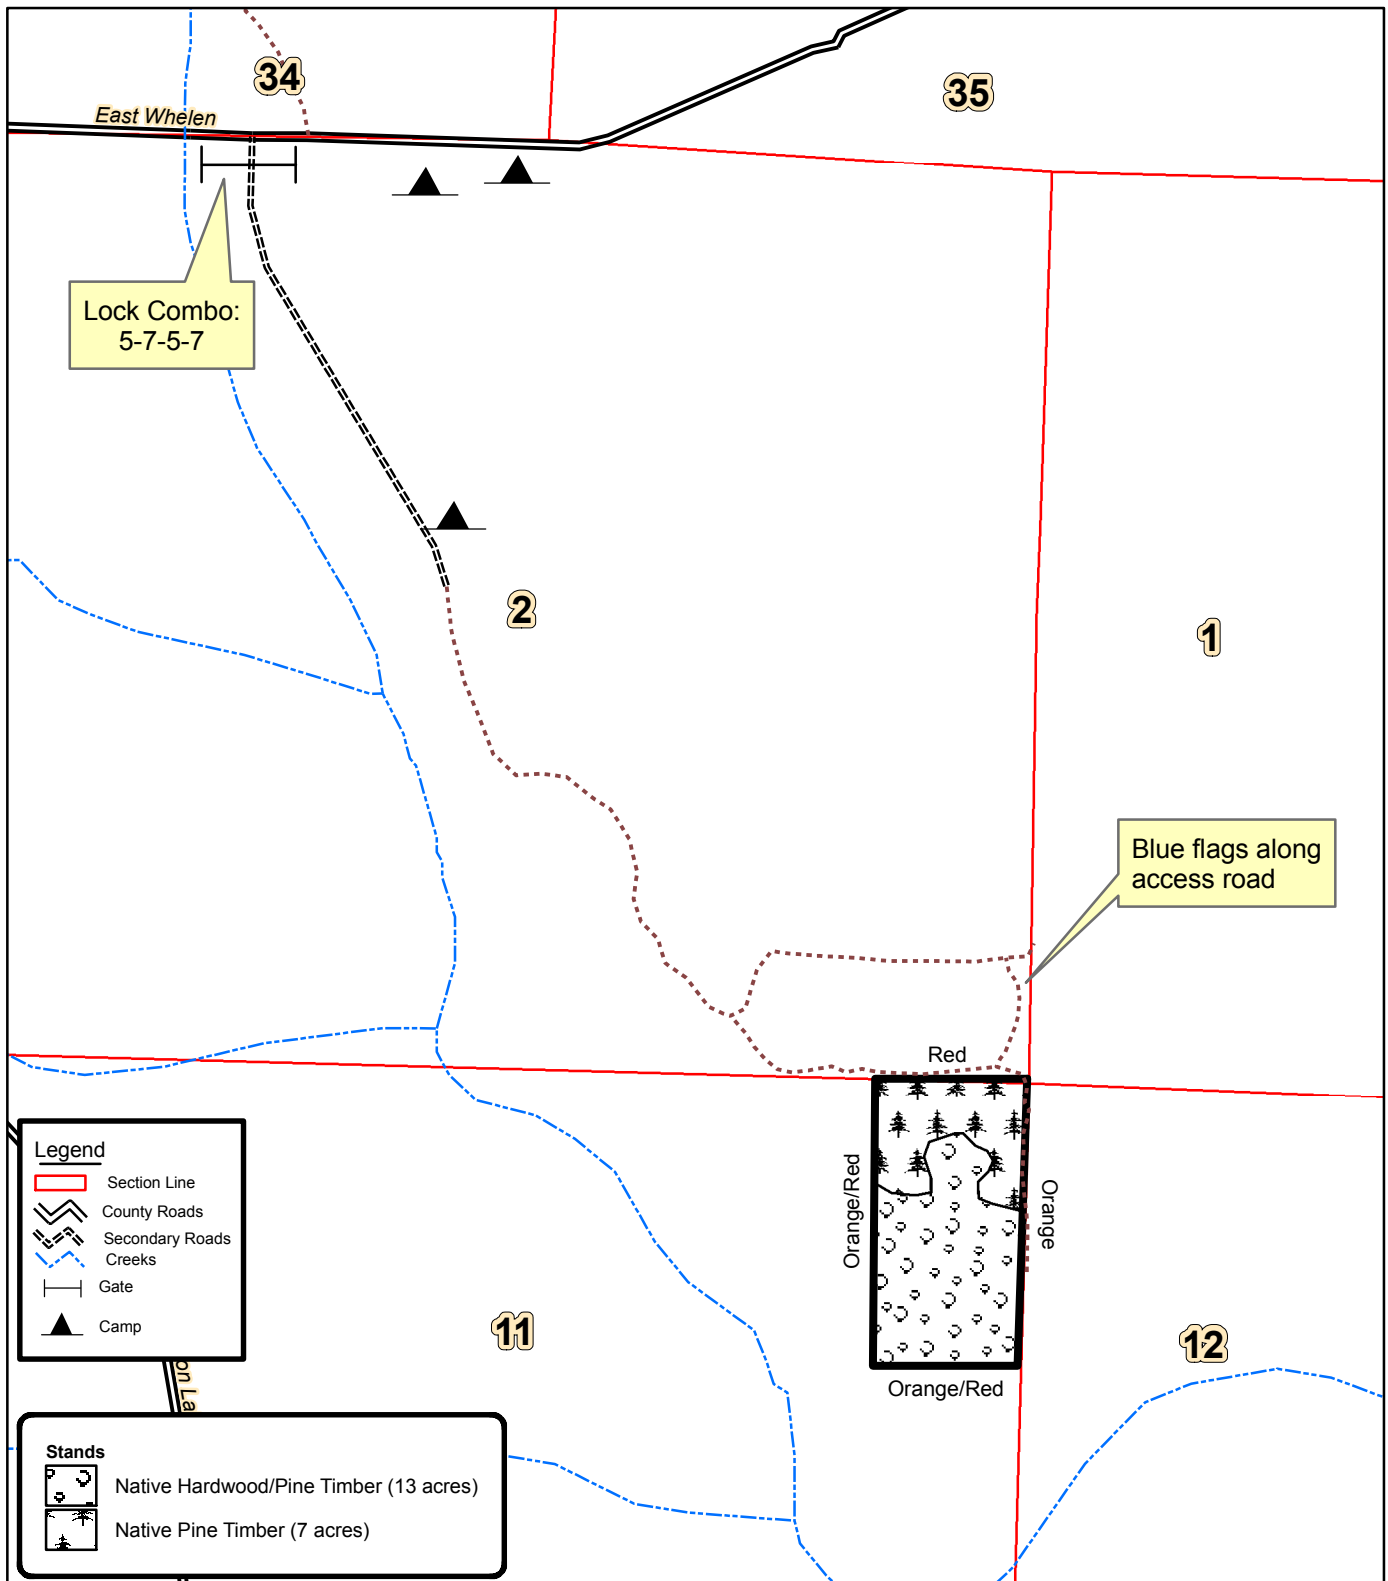 34
35
East Whelen
Lock Combo:
5-7-5-7
2
1
Blue flags along
access road
Red
Orange/Red
Orange
Orange/Red
11
12
Legend
Section Line
County Roads
Secondary Roads
Creeks
Gate
Camp
on La
Stands
Native Hardwood/Pine Timber (13 acres)
Native Pine Timber (7 acres)